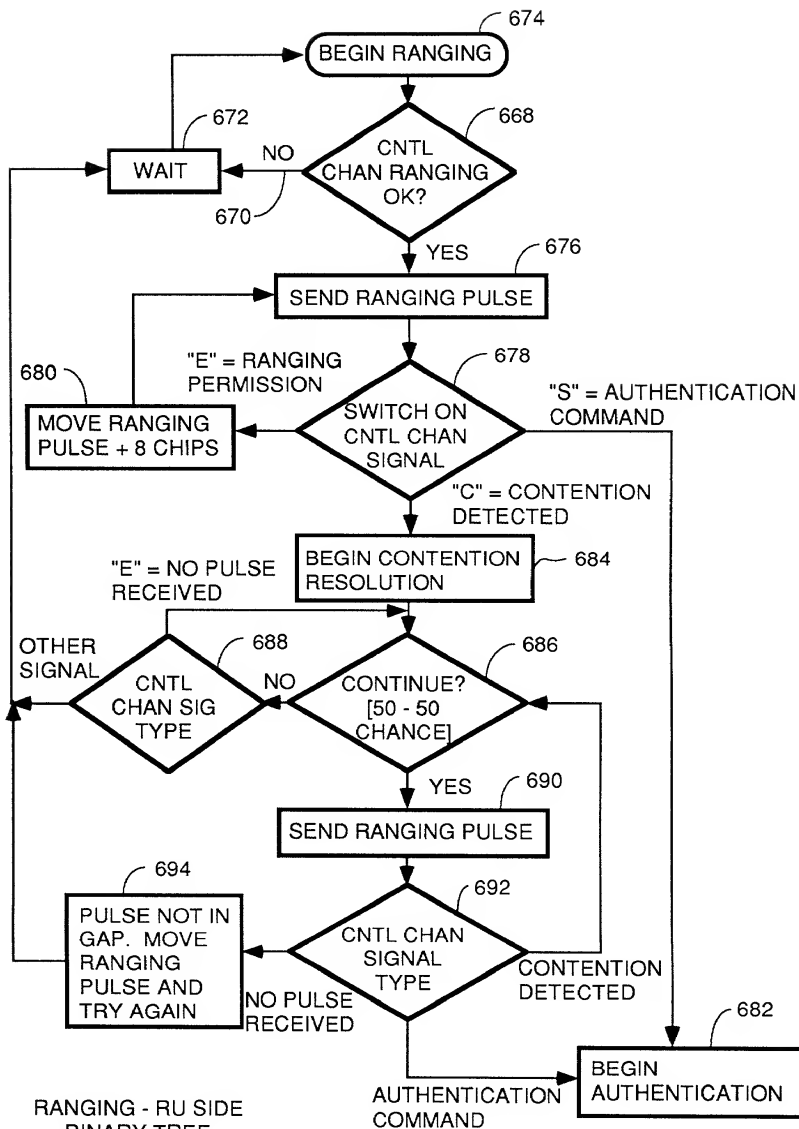 674
BEGIN RANGING
668
672
CNTL
CHAN RANGING
OK?
NO
WAIT
670
YES
676
SEND RANGING PULSE
678
"E" = RANGING
PERMISSION
680
"S" = AUTHENTICATION
COMMAND
MOVE RANGING
PULSE + 8 CHIPS
SWITCH ON
CNTL CHAN
SIGNAL
"C" = CONTENTION
DETECTED
"E" = NO PULSE
RECEIVED
BEGIN CONTENTION
RESOLUTION
684
OTHER
SIGNAL
688
686
CNTL
CHAN SIG
TYPE
NO
CONTINUE?
[50 - 50
CHANCE]
YES
690
SEND RANGING PULSE
694
692
PULSE NOT IN
GAP. MOVE
RANGING
PULSE AND
TRY AGAIN
CNTL CHAN
SIGNAL
TYPE
NO PULSE
RECEIVED
CONTENTION
DETECTED
682
BEGIN
AUTHENTICATION
AUTHENTICATION
COMMAND
RANGING - RU SIDE
BINARY TREE